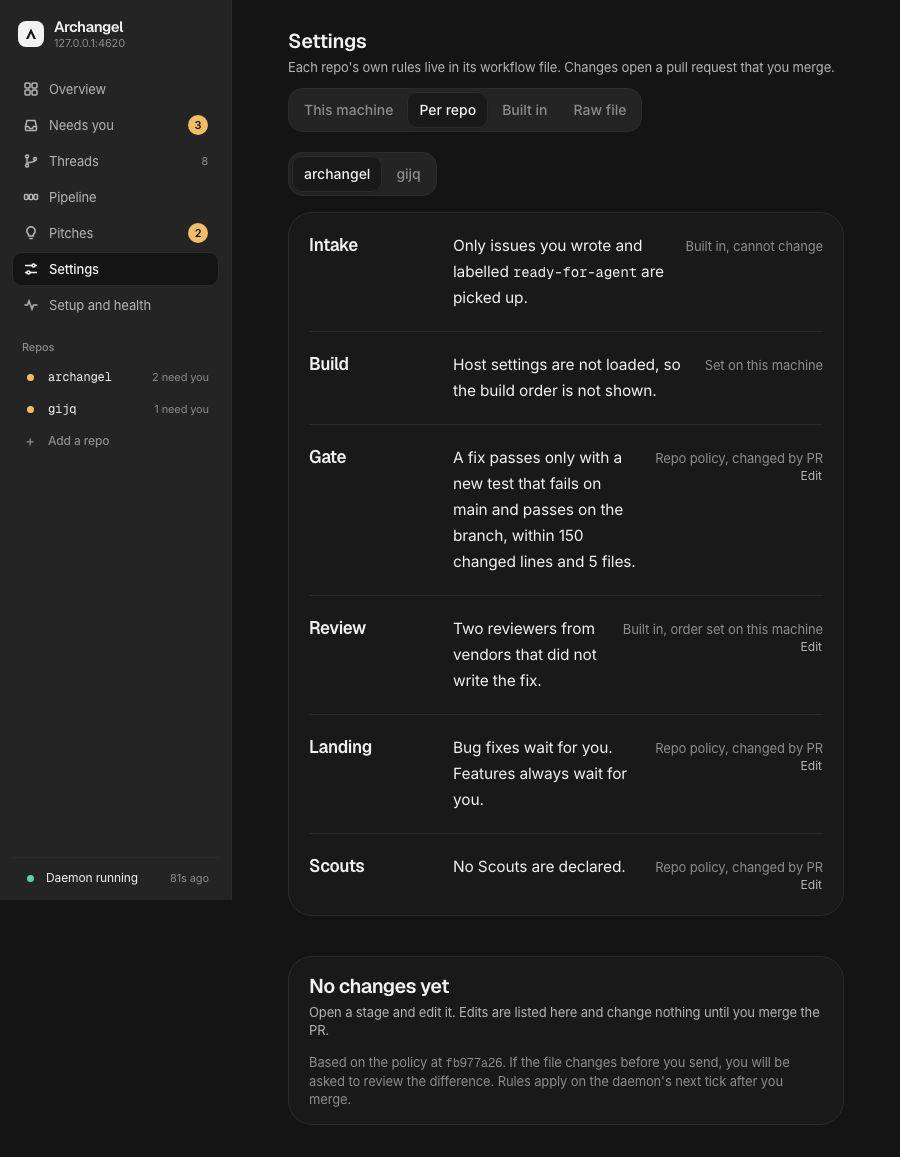 Archangel
127.0.0.1:4620
Overview
Needs you 3
Threads 8
Pipeline
Pitches 2
Settings
Setup and health
Repos
archangel 2 need you
gijq 1 need you
+ Add a repo
Daemon running 81s ago
Settings
Each repo's own rules live in its workflow file. Changes open a pull request that you merge.
This machine Per repo Built in Raw file
archangel gijq
Intake
Only issues you wrote and
labelled ready-for-agent are
picked up.
Built in, cannot change
Build
Host settings are not loaded, so
the build order is not shown.
Set on this machine
Gate
A fix passes only with a
new test that fails on
main and passes on the
branch, within 150
changed lines and 5 files.
Repo policy, changed by PR
Edit
Review
Two reviewers from
vendors that did not
write the fix.
Built in, order set on this machine
Edit
Landing
Bug fixes wait for you.
Features always wait for
you.
Repo policy, changed by PR
Edit
Scouts
No Scouts are declared.
Repo policy, changed by PR
Edit
No changes yet
Open a stage and edit it. Edits are listed here and change nothing until you merge the
PR.
Based on the policy at fb977a26. If the file changes before you send, you will be
asked to review the difference. Rules apply on the daemon's next tick after you
merge.